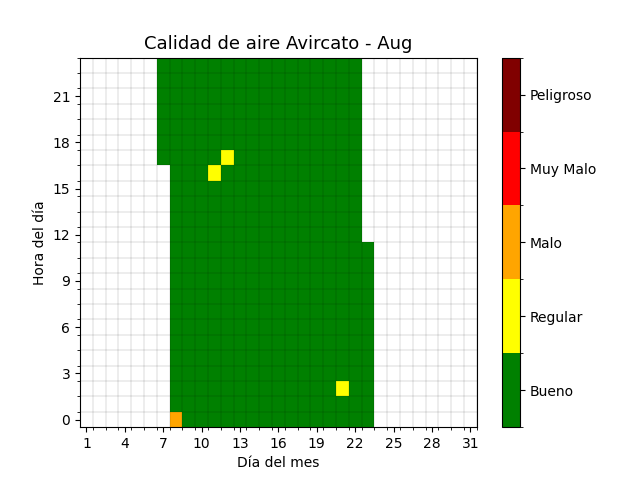 Calidad de aire Avircato - Aug
Hora del día
21
18
15
12
9
6
3
0
1 4 7 10 13 16 19 22 25 28 31
Día del mes
Peligroso
Muy Malo
Malo
Regular
Bueno